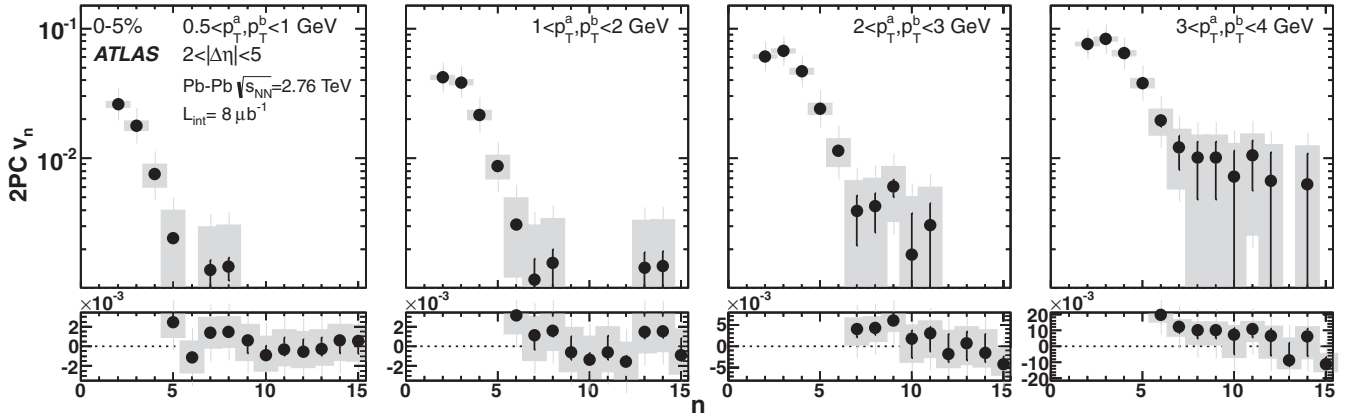 0-5% 0.5<p_T^a,p_T^b<1 GeV
ATLAS 2<|Δη|<5
Pb-Pb √s_NN=2.76 TeV
L_int= 8 μb^-1
1<p_T^a,p_T^b<2 GeV
2<p_T^a,p_T^b<3 GeV
3<p_T^a,p_T^b<4 GeV
10^-1
10^-2
2PC v_n
×10^-3 ×10^-3 ×10^-3 ×10^-3
2
0
-2
0 5 10 15
2
0
-2
0 5 10 15
5
0
-5
0 5 10 15
20
10
0
-10
-20
0 5 10 15
n